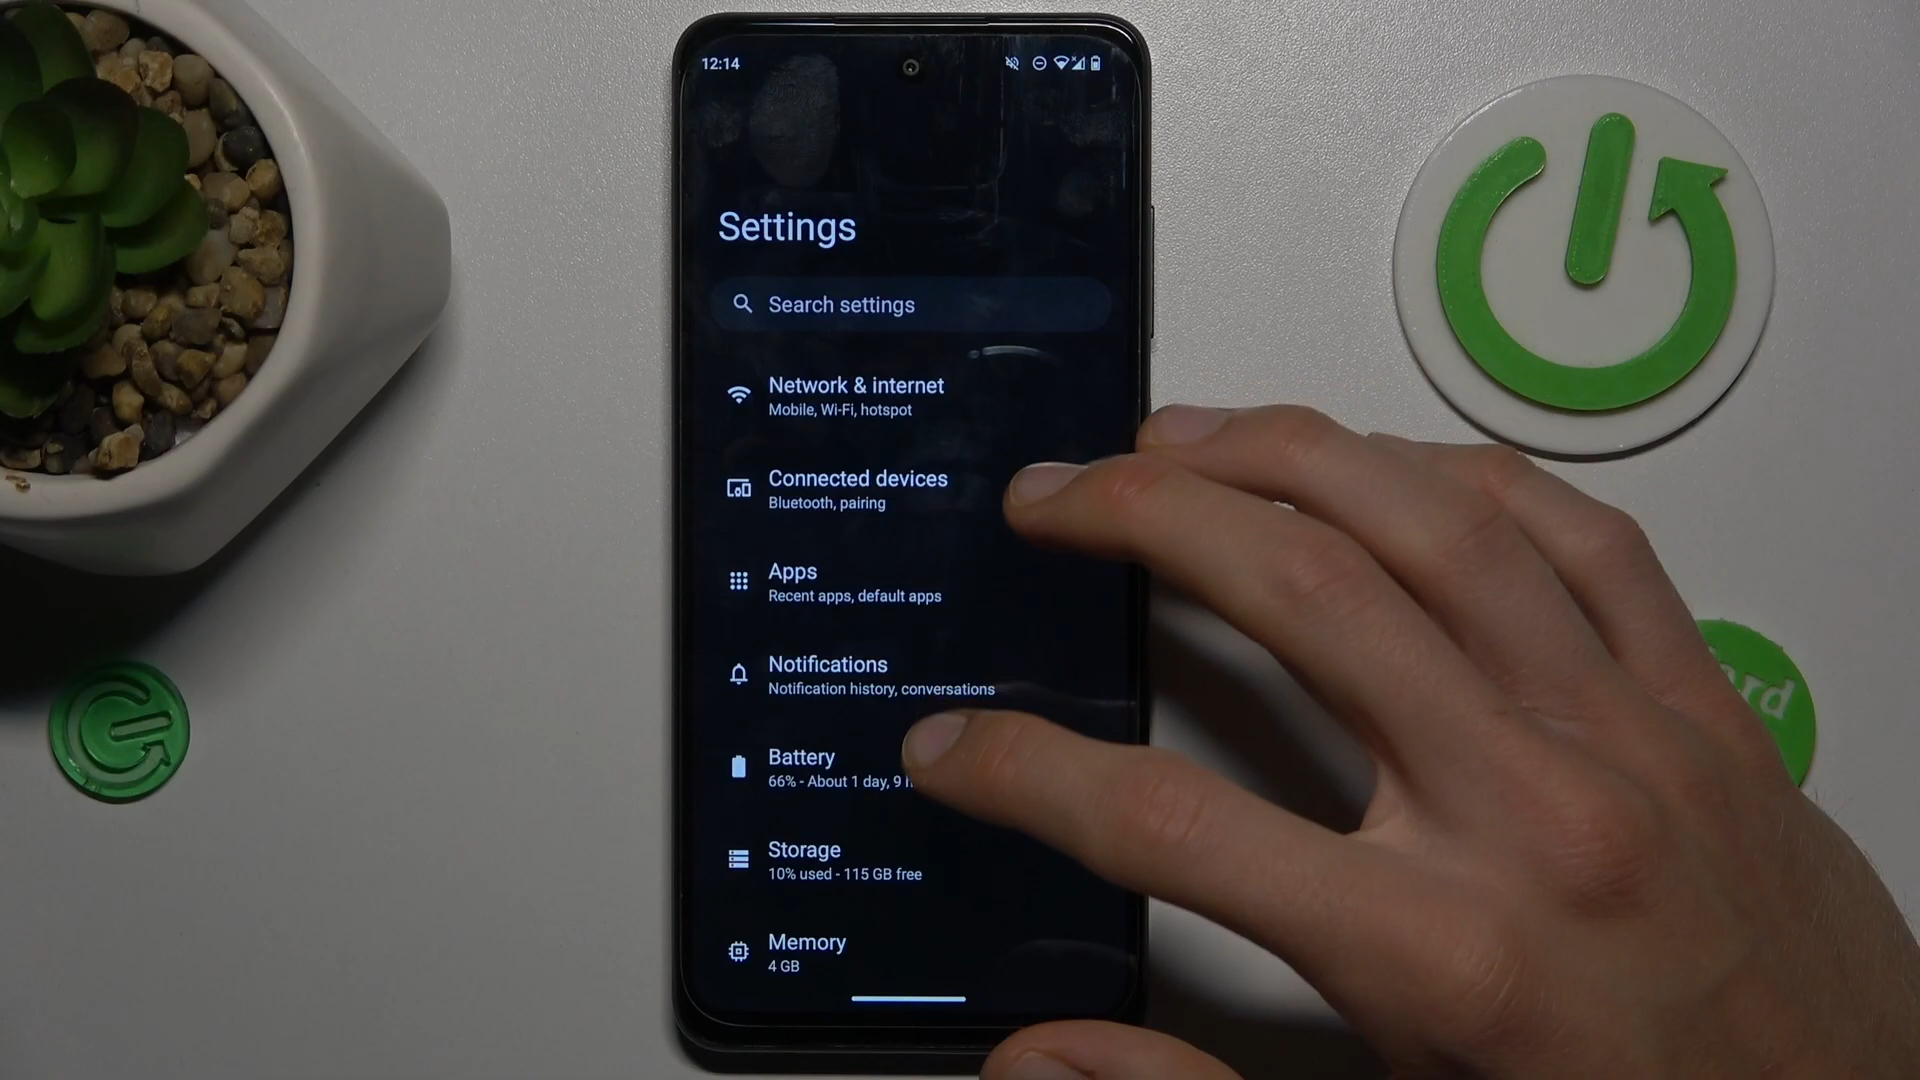 12:14
Settings
Search settings
Network & internet
Mobile, Wi-Fi, hotspot
Connected devices
Bluetooth, pairing
Apps
Recent apps, default apps
Notifications
Notification history, conversations
Battery
66% - About 1 day, 9
Storage
10% used - 115 GB free
Memory
4 GB